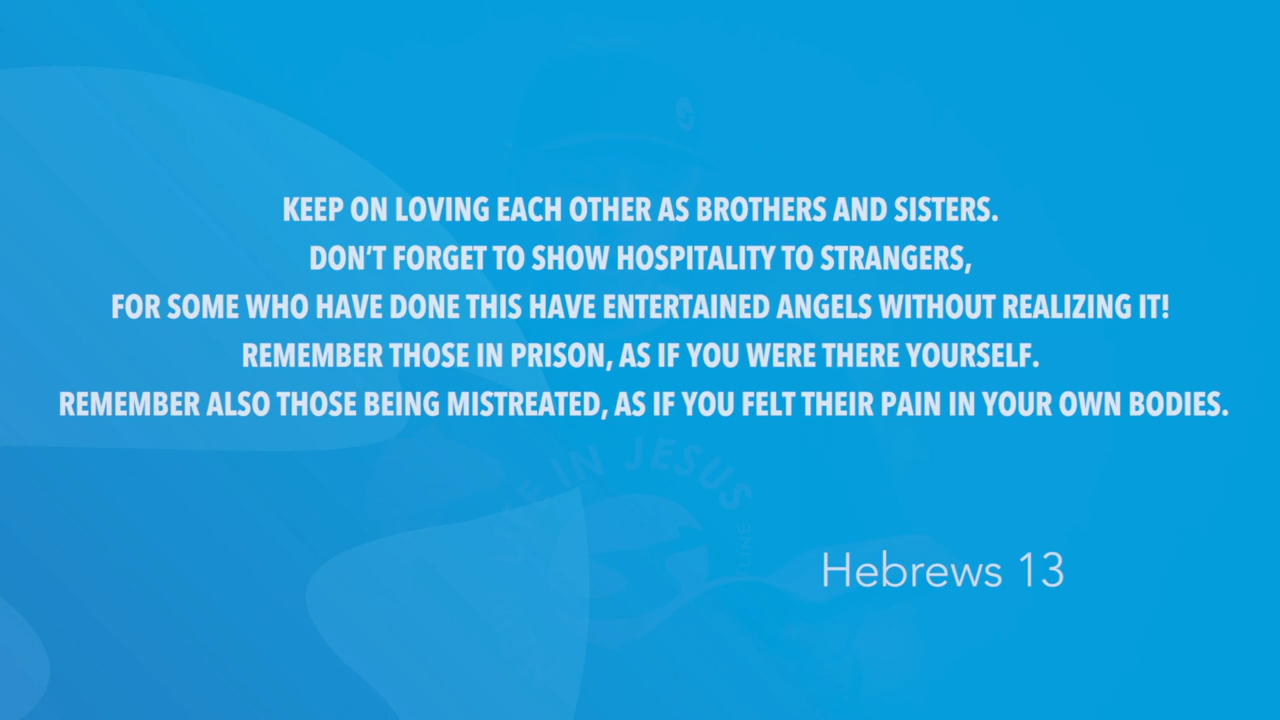 KEEP ON LOVING EACH OTHER AS BROTHERS AND SISTERS.
DON'T FORGET TO SHOW HOSPITALITY TO STRANGERS,
FOR SOME WHO HAVE DONE THIS HAVE ENTERTAINED ANGELS WITHOUT REALIZING IT!
REMEMBER THOSE IN PRISON, AS IF YOU WERE THERE YOURSELF.
REMEMBER ALSO THOSE BEING MISTREATED, AS IF YOU FELT THEIR PAIN IN YOUR OWN BODIES.
IN JESUS
Hebrews 13